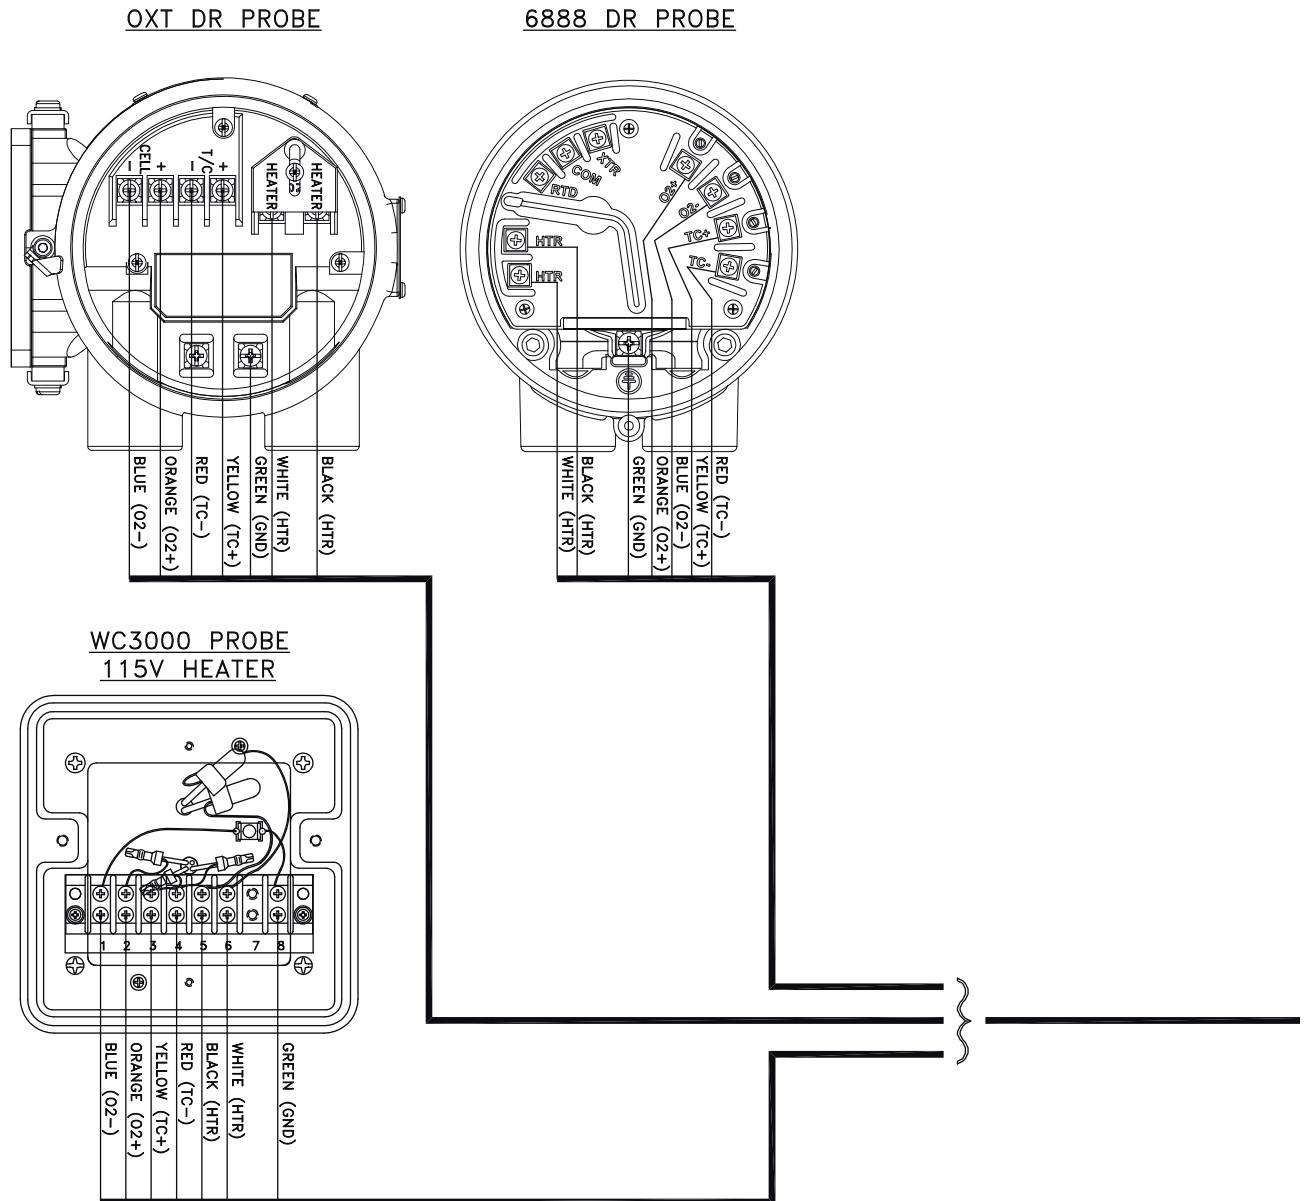 OXT DR PROBE
6888 DR PROBE
CELL
-
+
T/C
-
+
HEATER
HEATER
RTD
COM
XTR
O2+
O2-
TC+
TC-
HTR
HTR
BLUE (O2-)
ORANGE (O2+)
RED (TC-)
YELLOW (TC+)
GREEN (GND)
WHITE (HTR)
BLACK (HTR)
WHITE (HTR)
BLACK (HTR)
GREEN (GND)
ORANGE (O2+)
BLUE (O2-)
YELLOW (TC+)
RED (TC-)
WC3000 PROBE
115V HEATER
1 2 3 4 5 6 7 8
BLUE (O2-)
ORANGE (O2+)
YELLOW (TC+)
RED (TC-)
BLACK (HTR)
WHITE (HTR)
GREEN (GND)